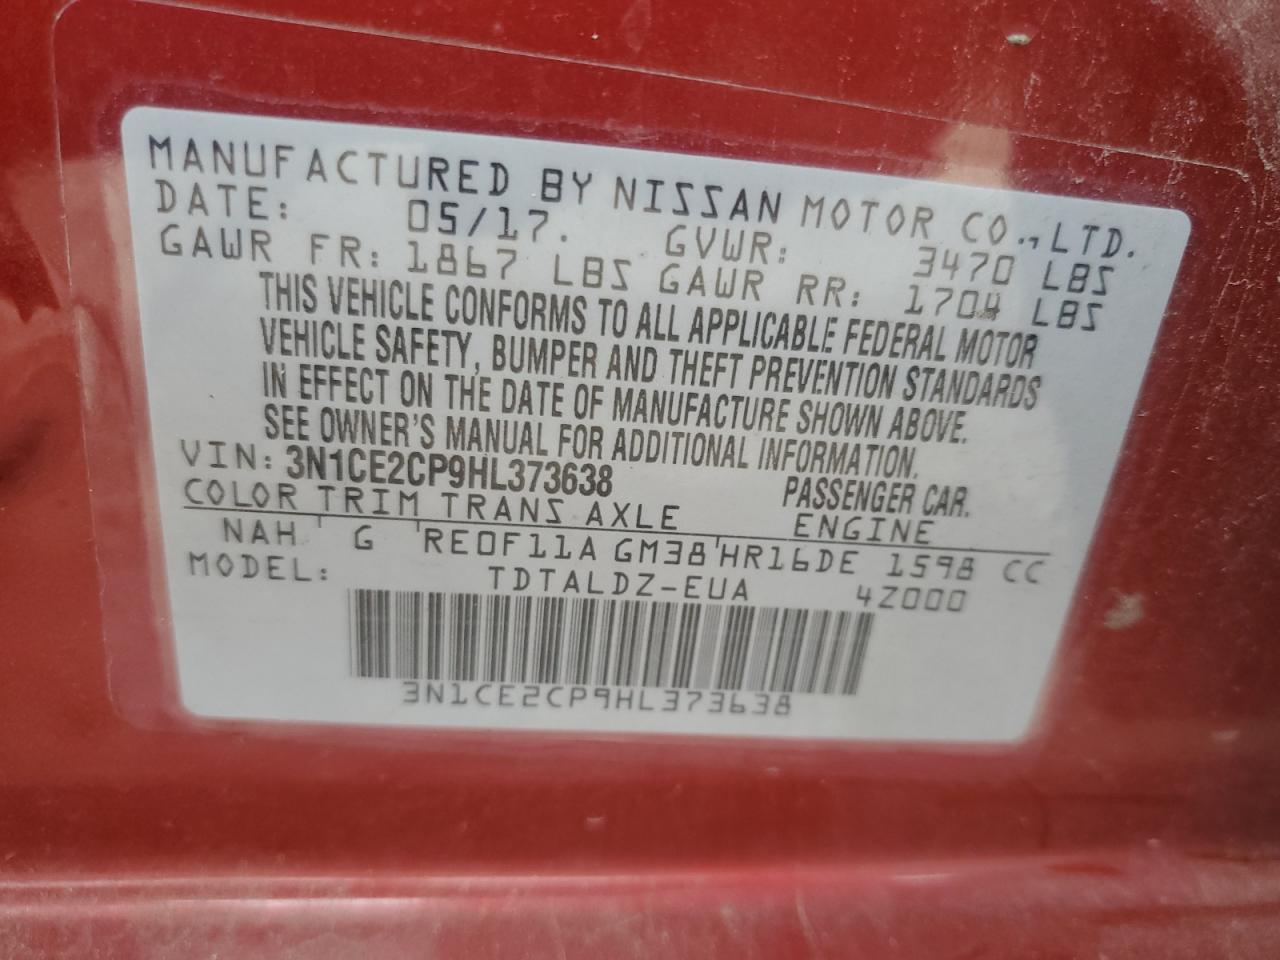 MANUFACTURED BY NISSAN MOTOR CO.,LTD.
DATE: 05/17. GVWR: 3470 LBS
GAWR FR: 1867 LBS GAWR RR: 1704 LBS
THIS VEHICLE CONFORMS TO ALL APPLICABLE FEDERAL MOTOR
VEHICLE SAFETY, BUMPER AND THEFT PREVENTION STANDARDS
IN EFFECT ON THE DATE OF MANUFACTURE SHOWN ABOVE.
SEE OWNER'S MANUAL FOR ADDITIONAL INFORMATION.
VIN: 3N1CE2CP9HL373638 PASSENGER CAR.
COLOR TRIM TRANS AXLE ENGINE
NAH G RE0F11A GM38 HR16DE 1598 CC
MODEL: TDTALDZ-EUA 4Z000
3N1CE2CP9HL373638